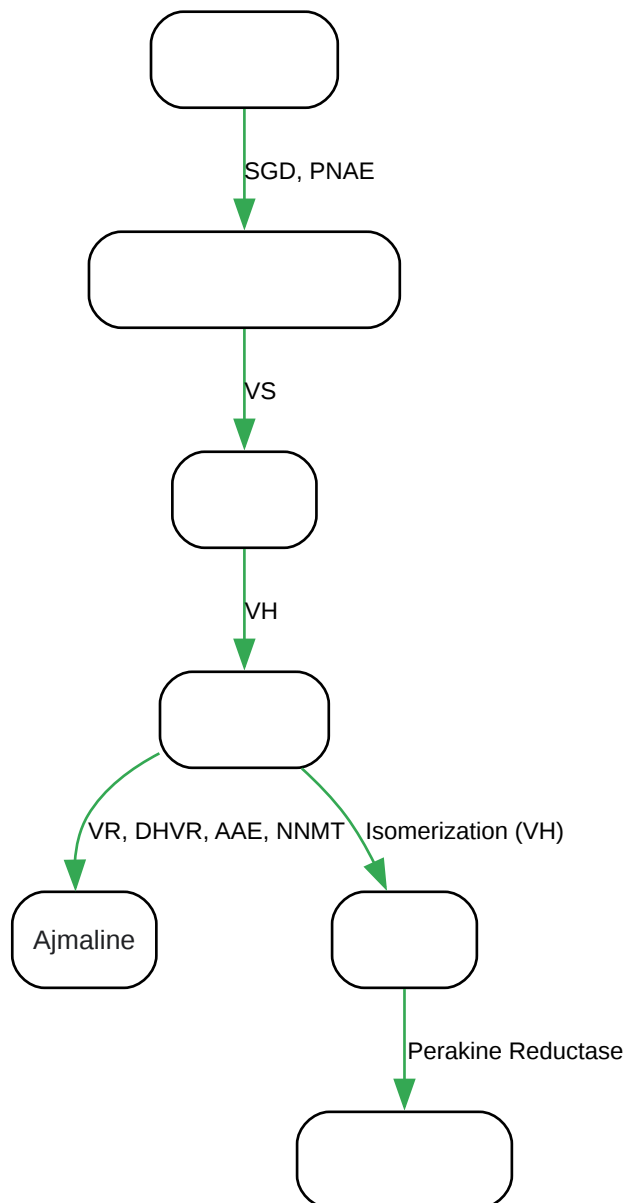 SGD, PNAE
VS
VH
VR, DHVR, AAE, NNMT
Isomerization (VH)
Ajmaline
Perakine Reductase